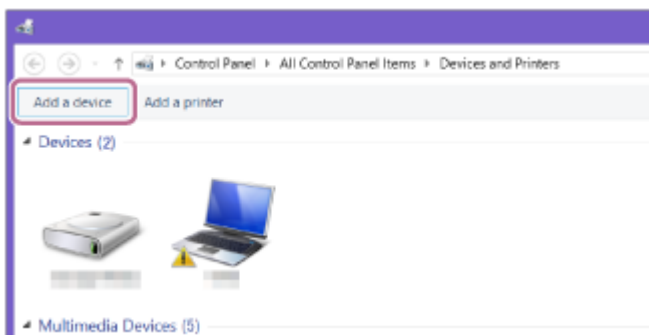 Control Panel ▸ All Control Panel Items ▸ Devices and Printers
Add a device Add a printer
Devices (2)
Multimedia Devices (5)